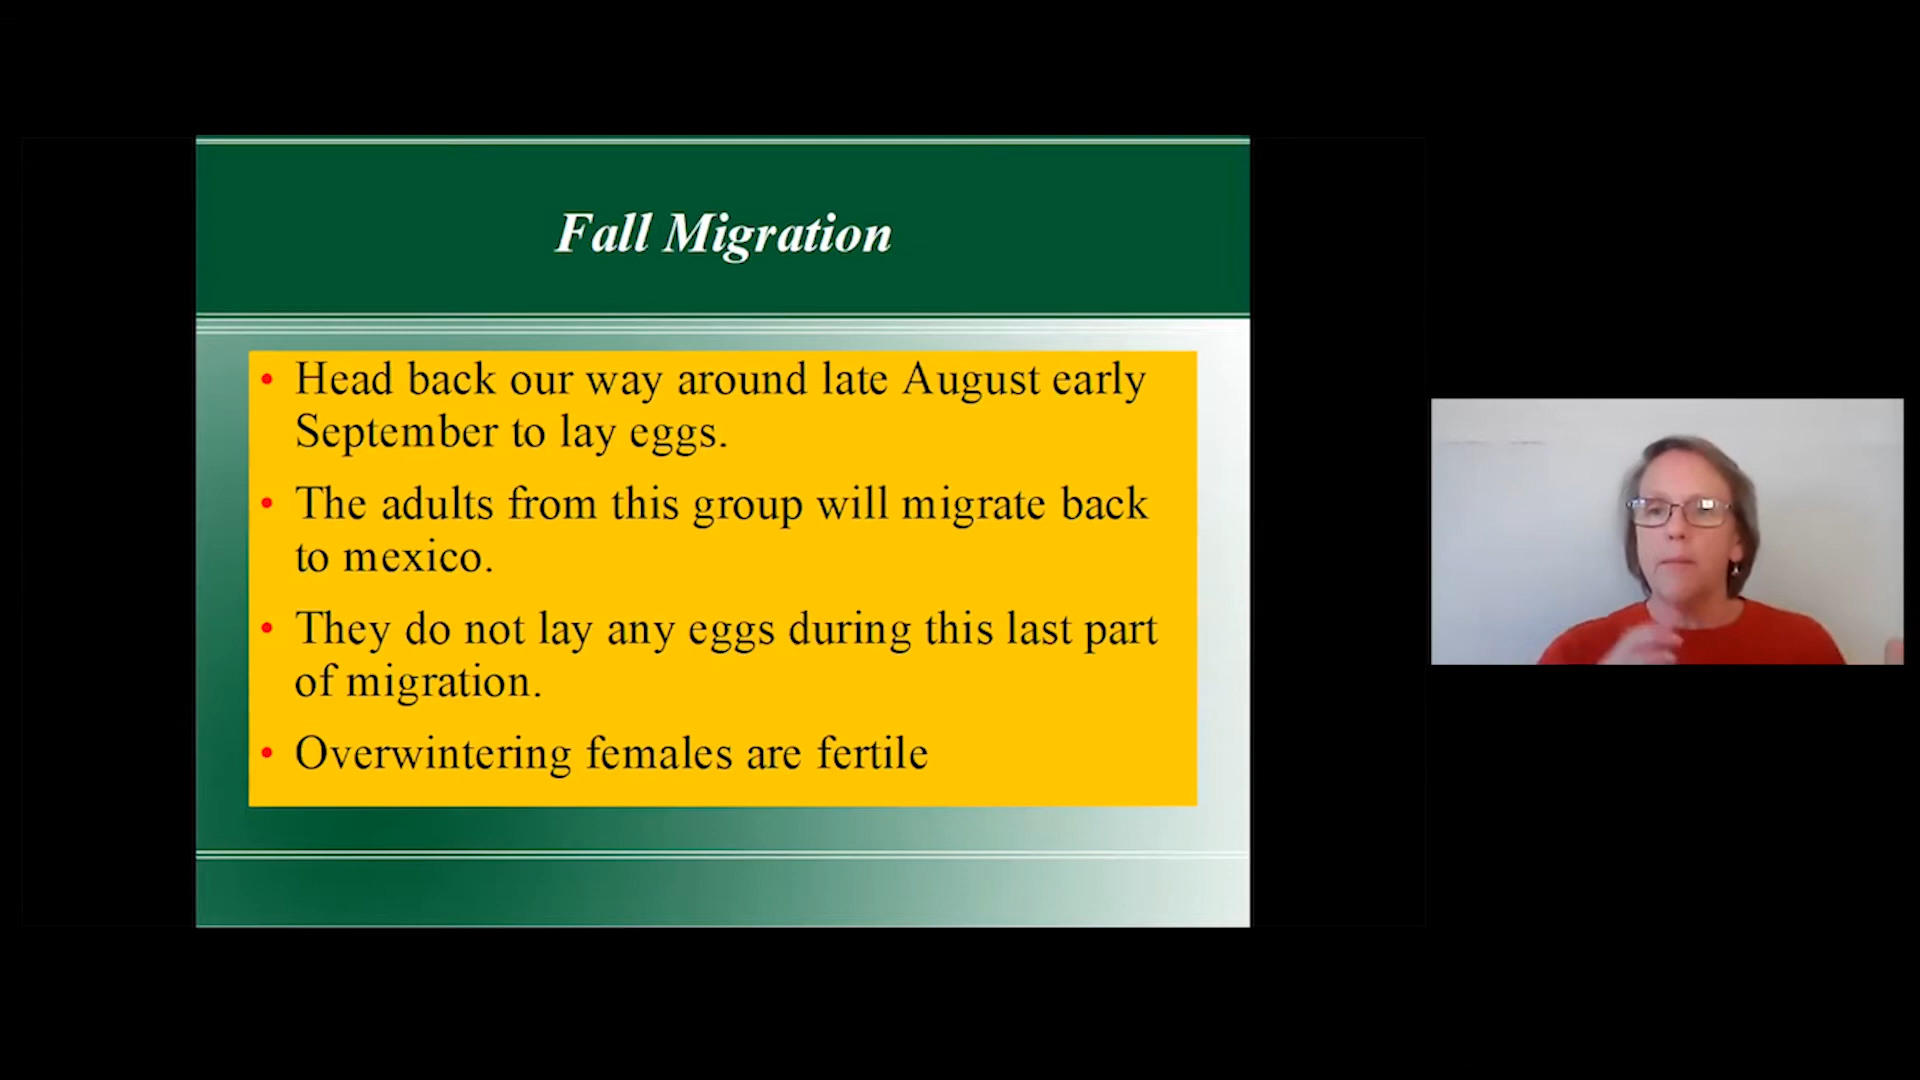 Fall Migration
• Head back our way around late August early
September to lay eggs.
• The adults from this group will migrate back
to mexico.
• They do not lay any eggs during this last part
of migration.
• Overwintering females are fertile